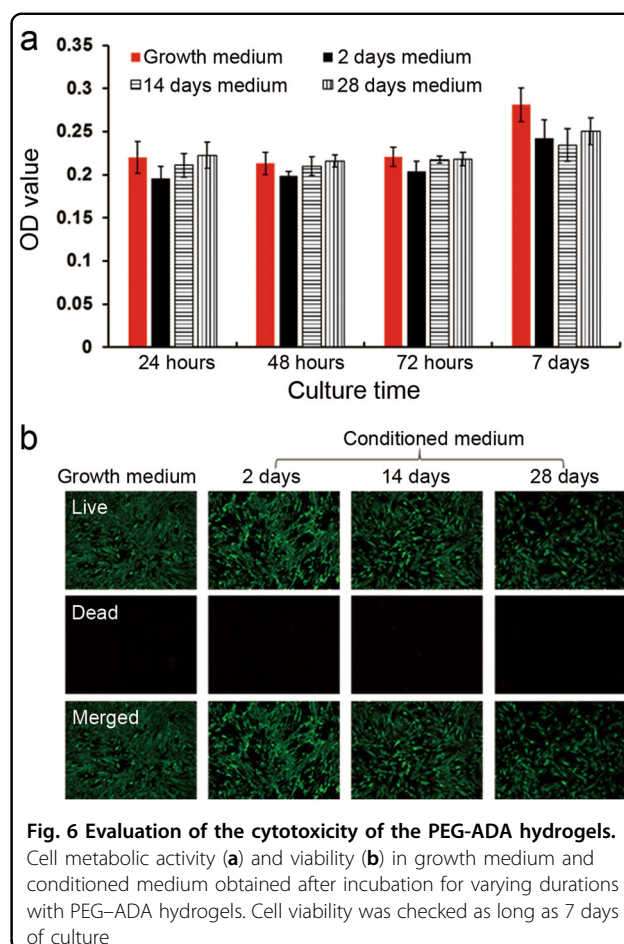 a
0.35
0.3
0.25
0.2
0.15
0.1
0.05
0
OD value
Growth medium 2 days medium
14 days medium 28 days medium
24 hours 48 hours 72 hours 7 days
Culture time
b
Conditioned medium
Growth medium 2 days 14 days 28 days
Live
Dead
Merged
Fig. 6 Evaluation of the cytotoxicity of the PEG-ADA hydrogels.
Cell metabolic activity (a) and viability (b) in growth medium and
conditioned medium obtained after incubation for varying durations
with PEG–ADA hydrogels. Cell viability was checked as long as 7 days
of culture